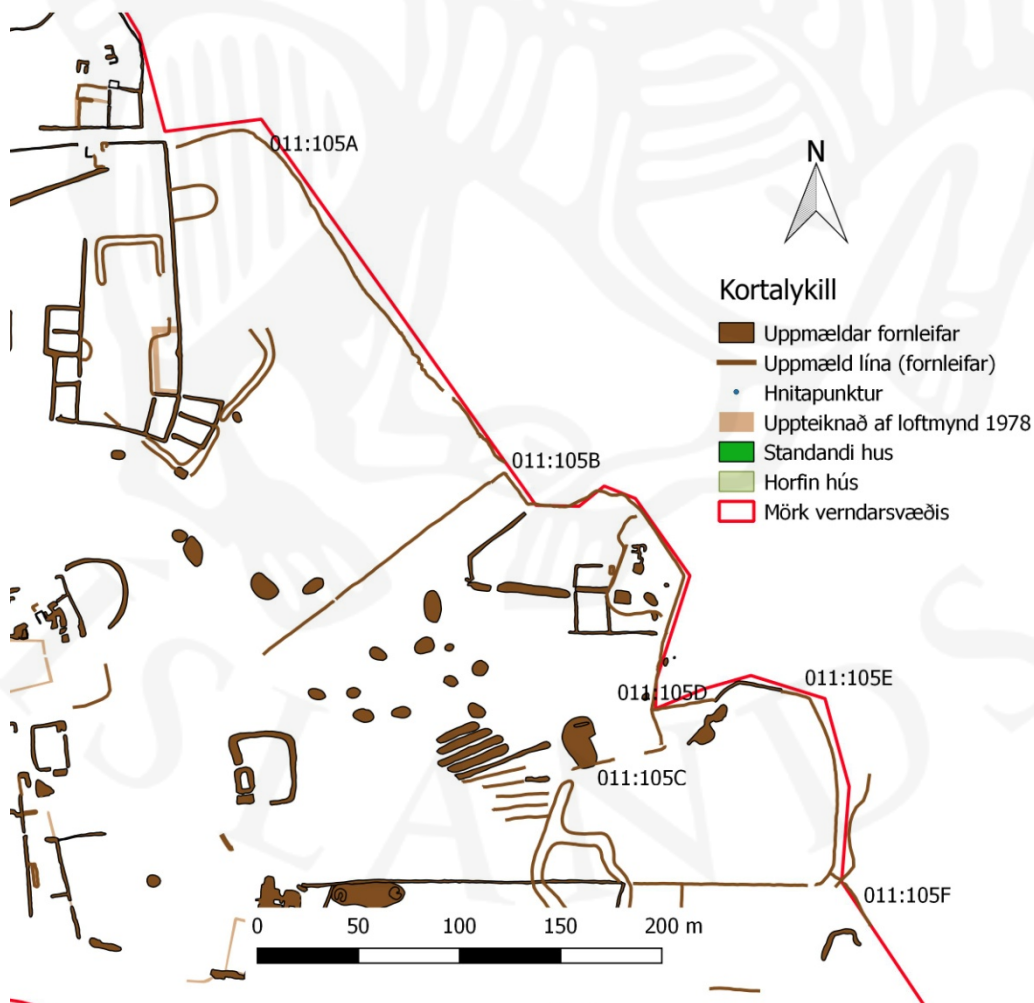 011:105A
N
Kortalykill
Uppmældar fornleifar
Uppmæld lína (fornleifar)
Hnitapunktur
Uppteiknað af loftmynd 1978
Standandi hus
Horfin hús
Mörk verndarsvæðis
011:105B
011:105D
011:105E
011:105C
011:105F
0 50 100 150 200 m
ÍSLANDS